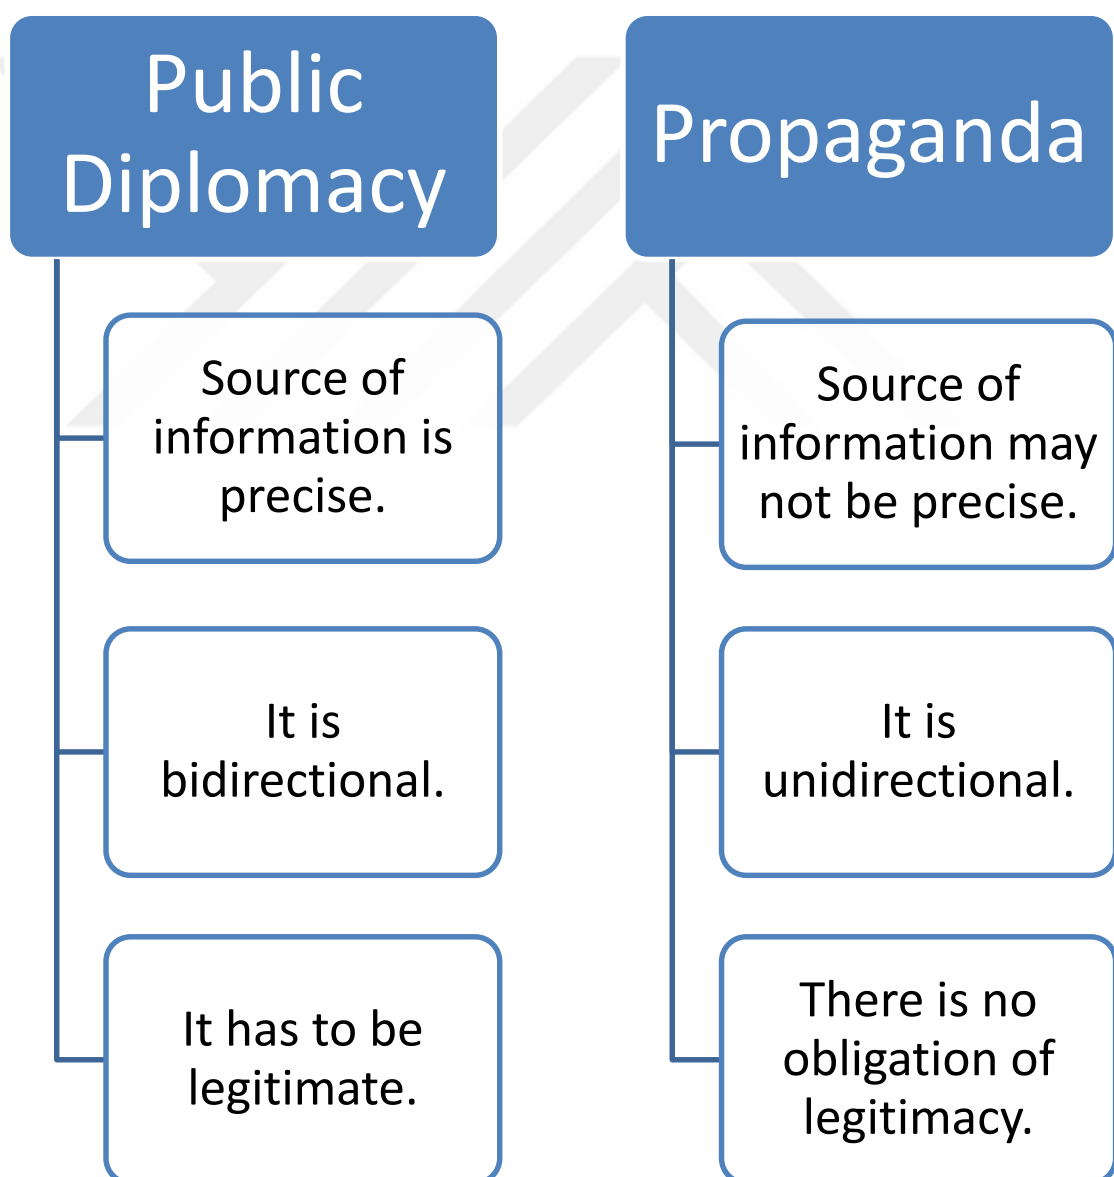 Public
Diplomacy
Source of
information is
precise.
It is
bidirectional.
It has to be
legitimate.
Propaganda
Source of
information may
not be precise.
It is
unidirectional.
There is no
obligation of
legitimacy.